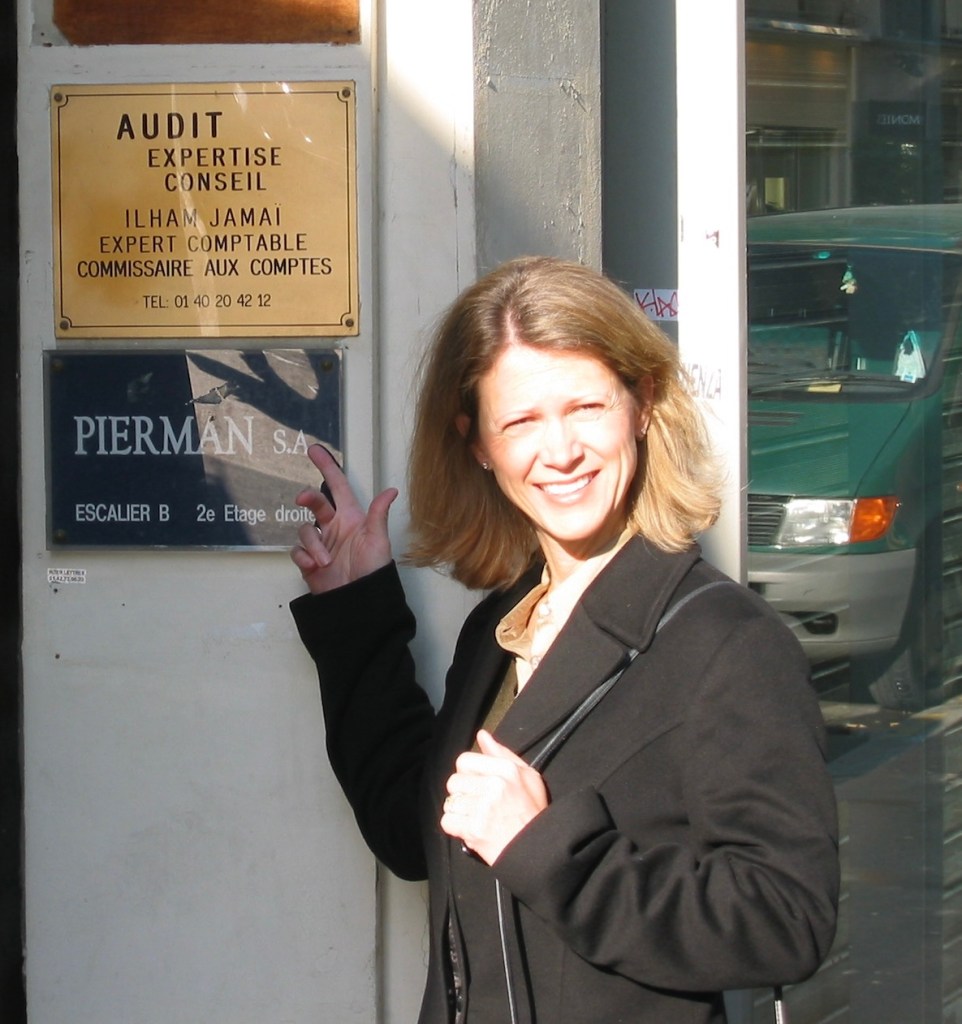 AUDIT
EXPERTISE
CONSEIL
ILHAM JAMAÏ
EXPERT COMPTABLE
COMMISSAIRE AUX COMPTES
TEL: 01 40 20 42 12
PIERMAN S.A
ESCALIER B 2e Etage droite